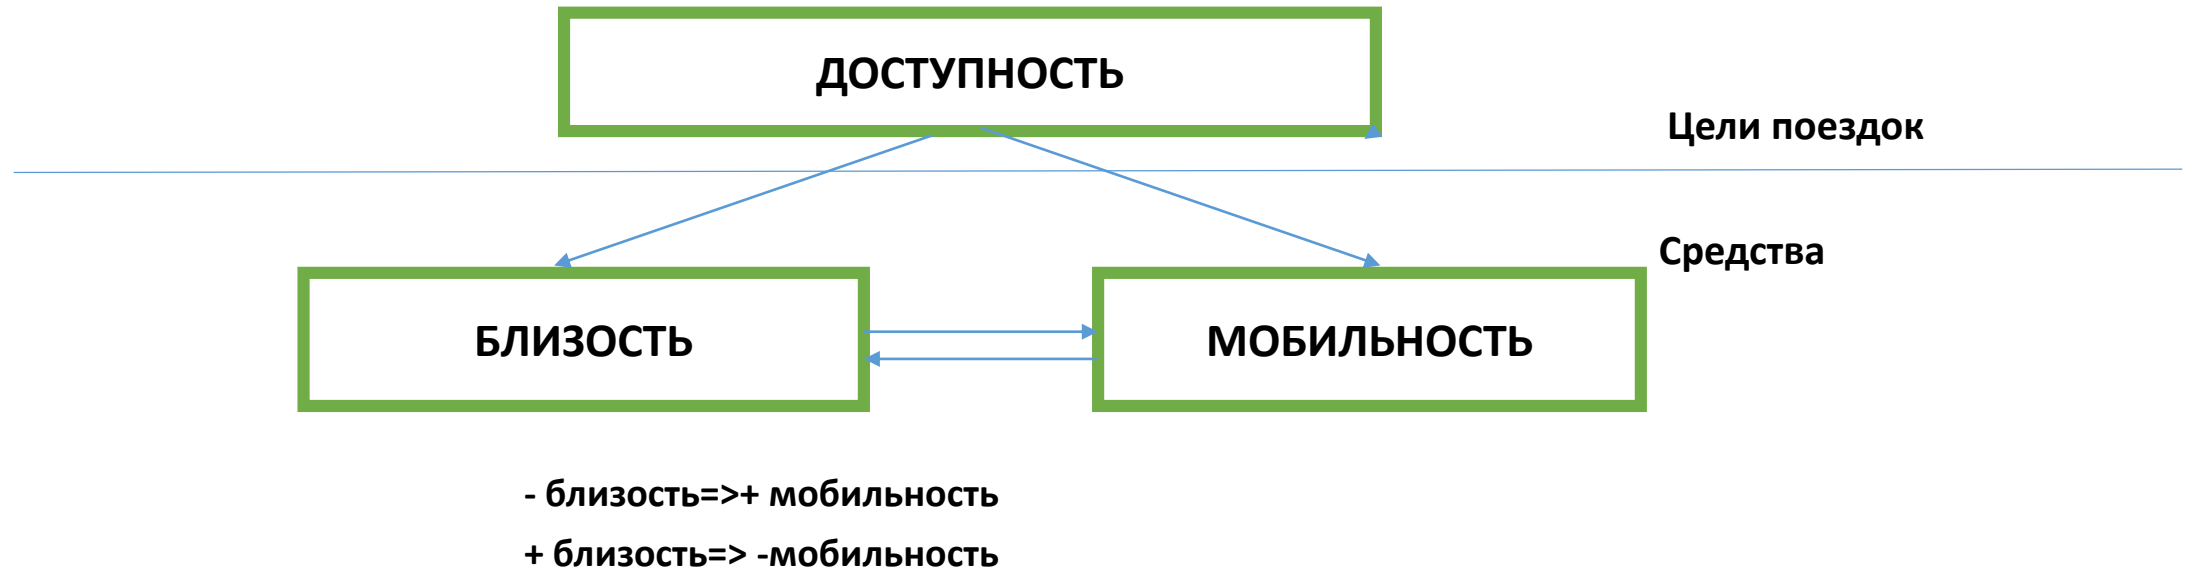 ДОСТУПНОСТЬ
Цели поездок
Средства
БЛИЗОСТЬ
МОБИЛЬНОСТЬ
- близость=>+ мобильность
+ близость=> -мобильность